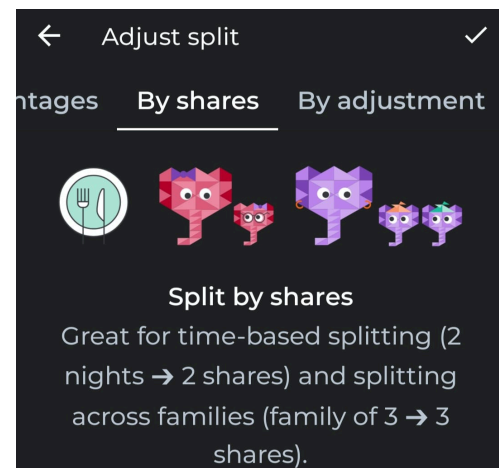 Adjust split
ntages By shares By adjustment
Split by shares
Great for time-based splitting (2
nights → 2 shares) and splitting
across families (family of 3 → 3
shares).